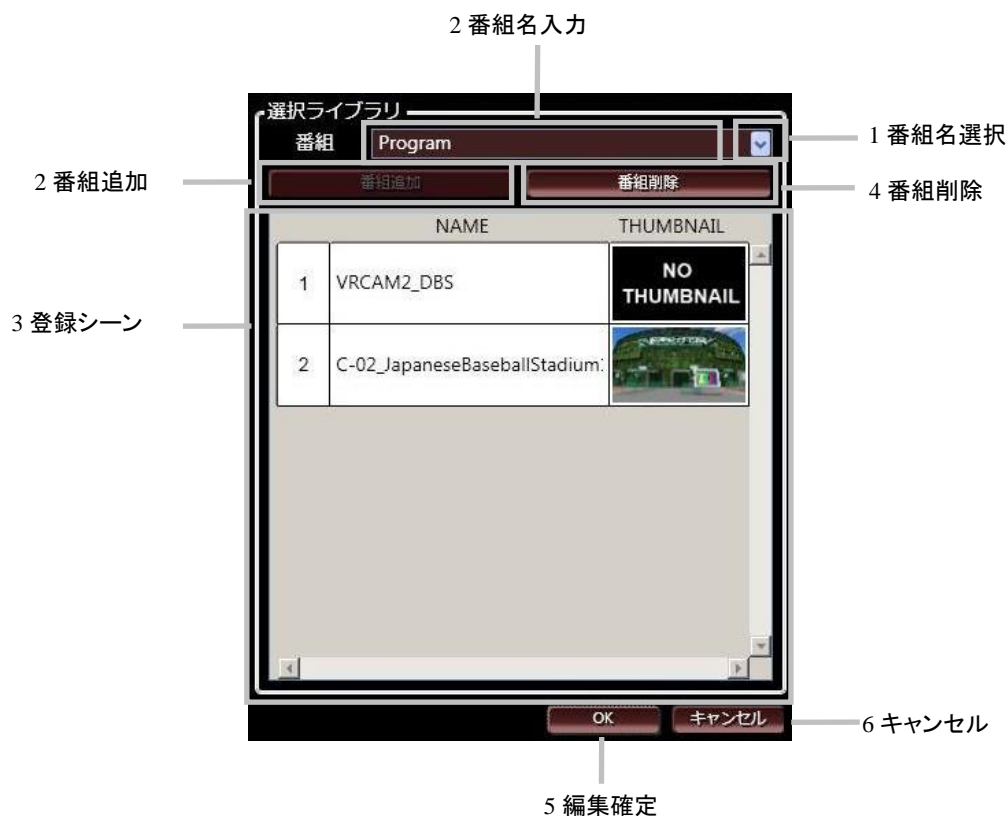 2 番組名入力
選択ライブラリ
番組 Program
1 番組名選択
2 番組追加
番組追加 番組削除
4 番組削除
NAME THUMBNAIL
1 VRCAM2_DBS NO THUMBNAIL
3 登録シーン
2 C-02_JapaneseBaseballStadium
OK キャンセル
6 キャンセル
5 編集確定